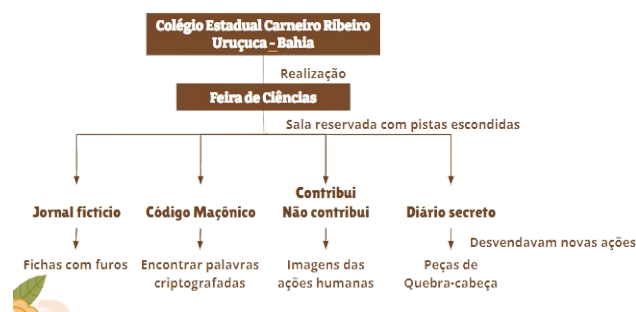 Colégio Estadual Carneiro Ribeiro
Uruçuca - Bahia
Realização
Feira de Ciências
Sala reservada com pistas escondidas
Jornal fictício
Código Maçônico
Contribui
Não contribui
Diário secreto
Desvendavam novas ações
Fichas com furos
Encontrar palavras
criptografadas
Imagens das
ações humanas
Peças de
Quebra-cabeça